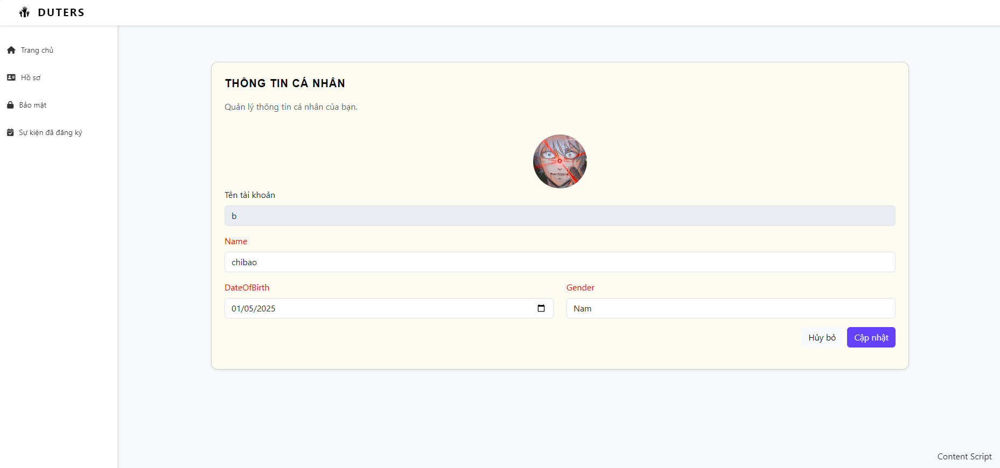 DUTERS
Trang chủ
Hồ sơ
Bảo mật
Sự kiện đã đăng ký
THÔNG TIN CÁ NHÂN
Quản lý thông tin cá nhân của bạn.
Tên tài khoản
b
Name
chibao
DateOfBirth
Gender
01/05/2025
Nam
Hủy bỏ
Cập nhật
Content Script